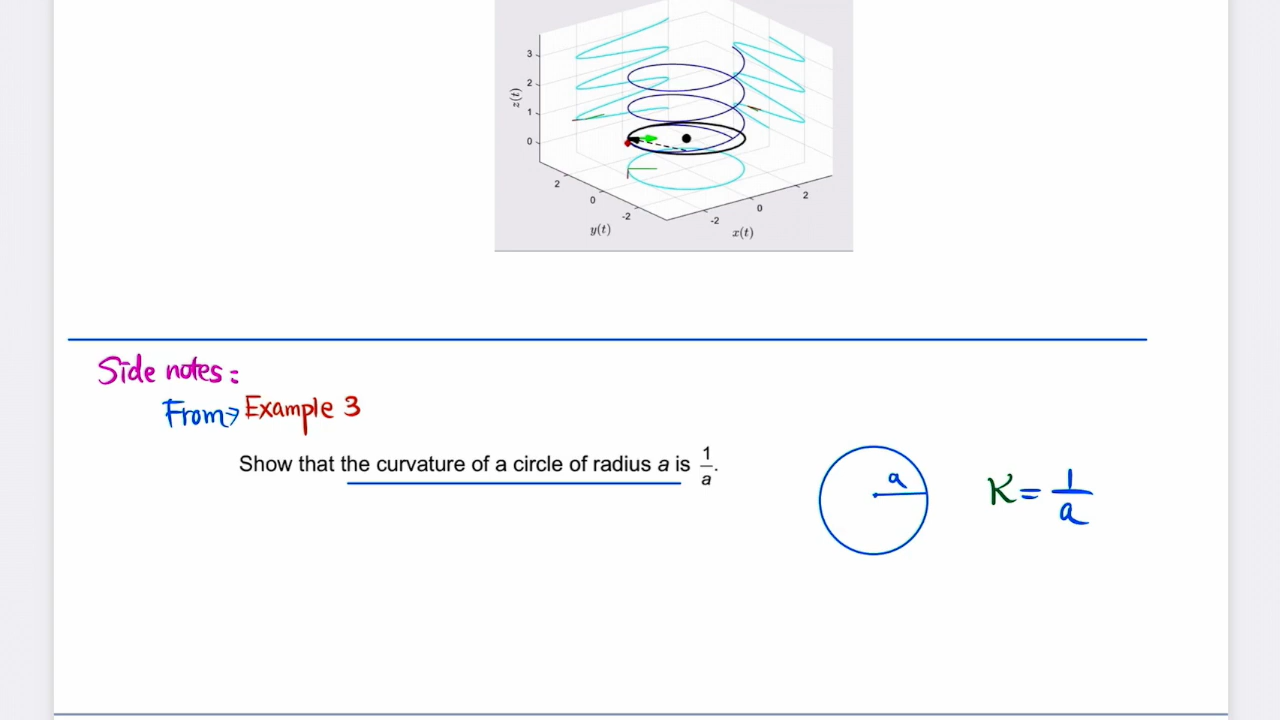 3
2
1
0
z(t)
2
0
-2
y(t)
-2
0
2
x(t)
Side notes:
From→ Example 3
Show that the curvature of a circle of radius a is 1/a.
a
K = 1/a